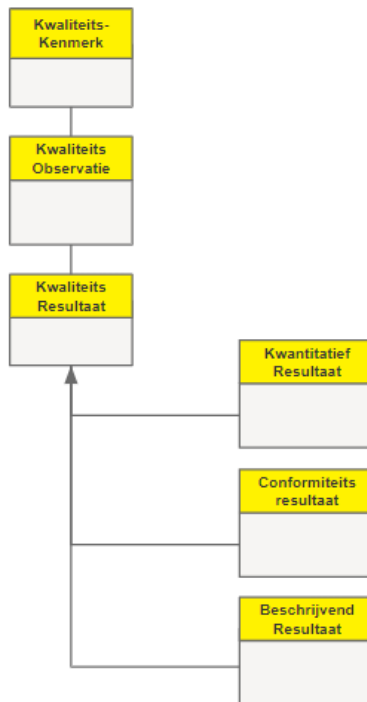 Kwaliteits-
Kenmerk
Kwaliteits
Observatie
Kwaliteits
Resultaat
Kwantitatief
Resultaat
Conformiteits
resultaat
Beschrijvend
Resultaat